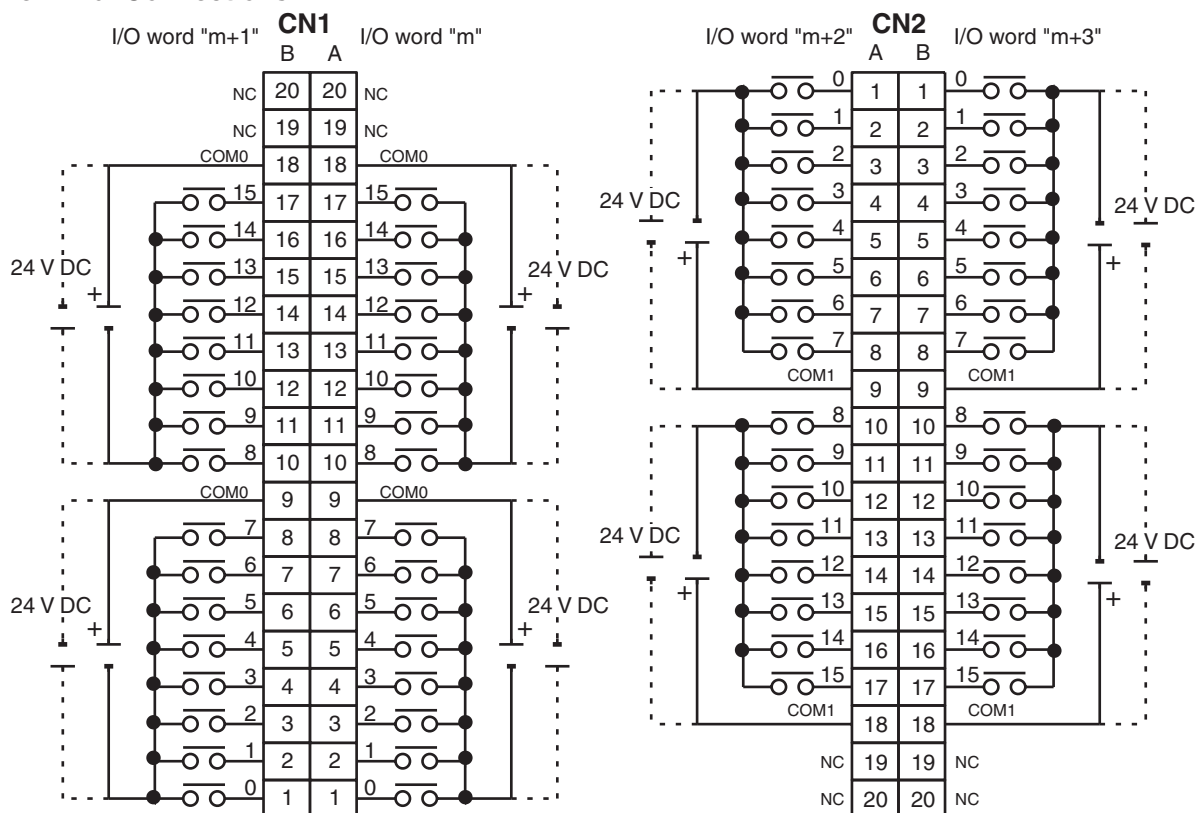 CN1
I/O word "m+1" I/O word "m"
B A
NC 20 20 NC
NC 19 19 NC
COM0 18 18 COM0
15 17 17 15
14 16 16 14
24 V DC 13 15 15 13 24 V DC
+ 12 14 14 12 +
11 13 13 11
10 12 12 10
9 11 11 9
8 10 10 8
COM0 9 9 COM0
7 8 8 7
6 7 7 6
24 V DC 5 6 6 5 24 V DC
+ 4 5 5 4 +
3 4 4 3
2 3 3 2
1 2 2 1
0 1 1 0
CN2
I/O word "m+2" I/O word "m+3"
A B
0 1 1 0
1 2 2 1
2 3 3 2
24 V DC 3 4 4 3 24 V DC
4 5 5 4
+ 5 6 6 5 +
6 7 7 6
7 8 8 7
COM1 9 9 COM1
8 10 10 8
9 11 11 9
10 12 12 10
24 V DC 11 13 13 11 24 V DC
12 14 14 12
+ 13 15 15 13 +
14 16 16 14
15 17 17 15
COM1 18 18 COM1
NC 19 19 NC
NC 20 20 NC